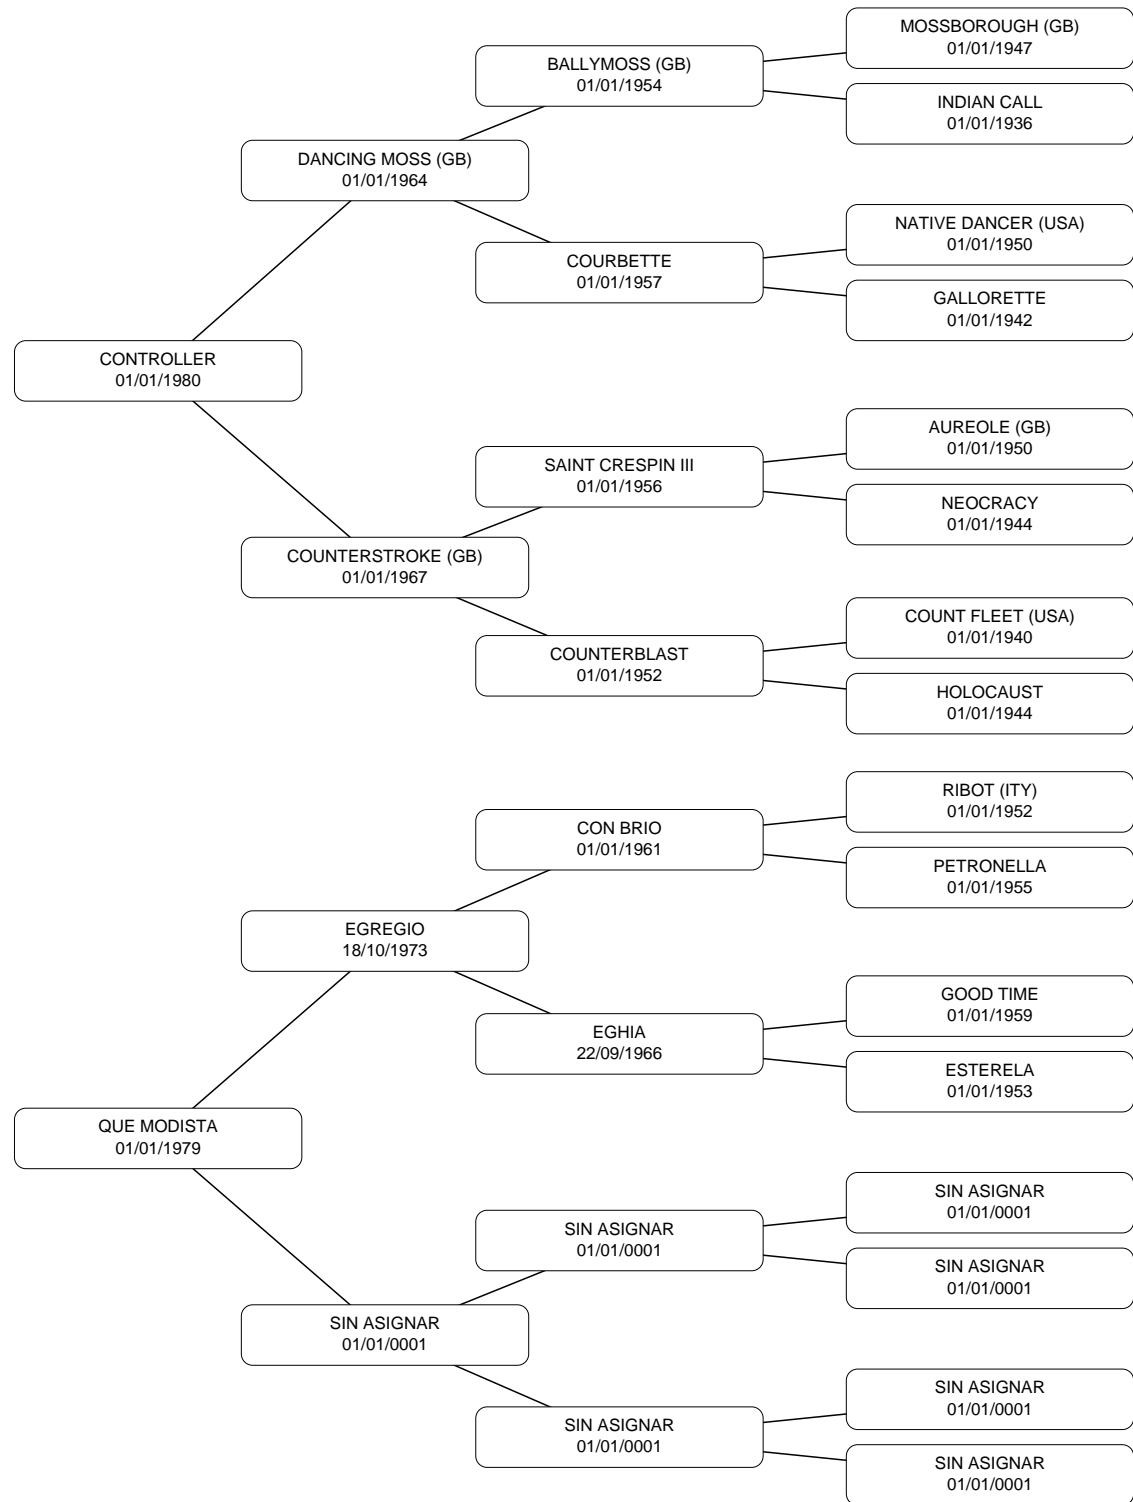 MOSSBOROUGH (GB)
01/01/1947
BALLYMOSS (GB)
01/01/1954
INDIAN CALL
01/01/1936
DANCING MOSS (GB)
01/01/1964
NATIVE DANCER (USA)
01/01/1950
COURBETTE
01/01/1957
GALLORETTE
01/01/1942
CONTROLLER
01/01/1980
AUREOLE (GB)
01/01/1950
SAINT CRESPIN III
01/01/1956
NEOCRACY
01/01/1944
COUNTERSTROKE (GB)
01/01/1967
COUNT FLEET (USA)
01/01/1940
COUNTERBLAST
01/01/1952
HOLOCAUST
01/01/1944
RIBOT (ITY)
01/01/1952
CON BRIO
01/01/1961
PETRONELLA
01/01/1955
EGREGIO
18/10/1973
GOOD TIME
01/01/1959
EGHIA
22/09/1966
ESTERELA
01/01/1953
QUE MODISTA
01/01/1979
SIN ASIGNAR
01/01/0001
SIN ASIGNAR
01/01/0001
SIN ASIGNAR
01/01/0001
SIN ASIGNAR
01/01/0001
SIN ASIGNAR
01/01/0001
SIN ASIGNAR
01/01/0001
SIN ASIGNAR
01/01/0001